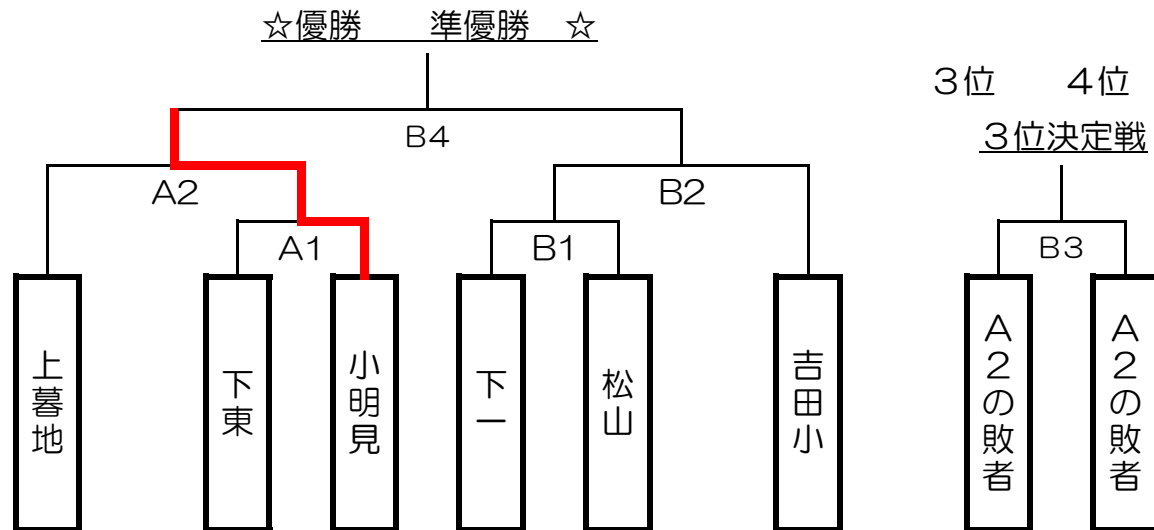 ☆優勝　　準優勝　☆
３位　　４位
３位決定戦
B4
A2
B2
A1
B1
B3
上暮地
下東
小明見
下一
松山
吉田小
A2の敗者
A2の敗者